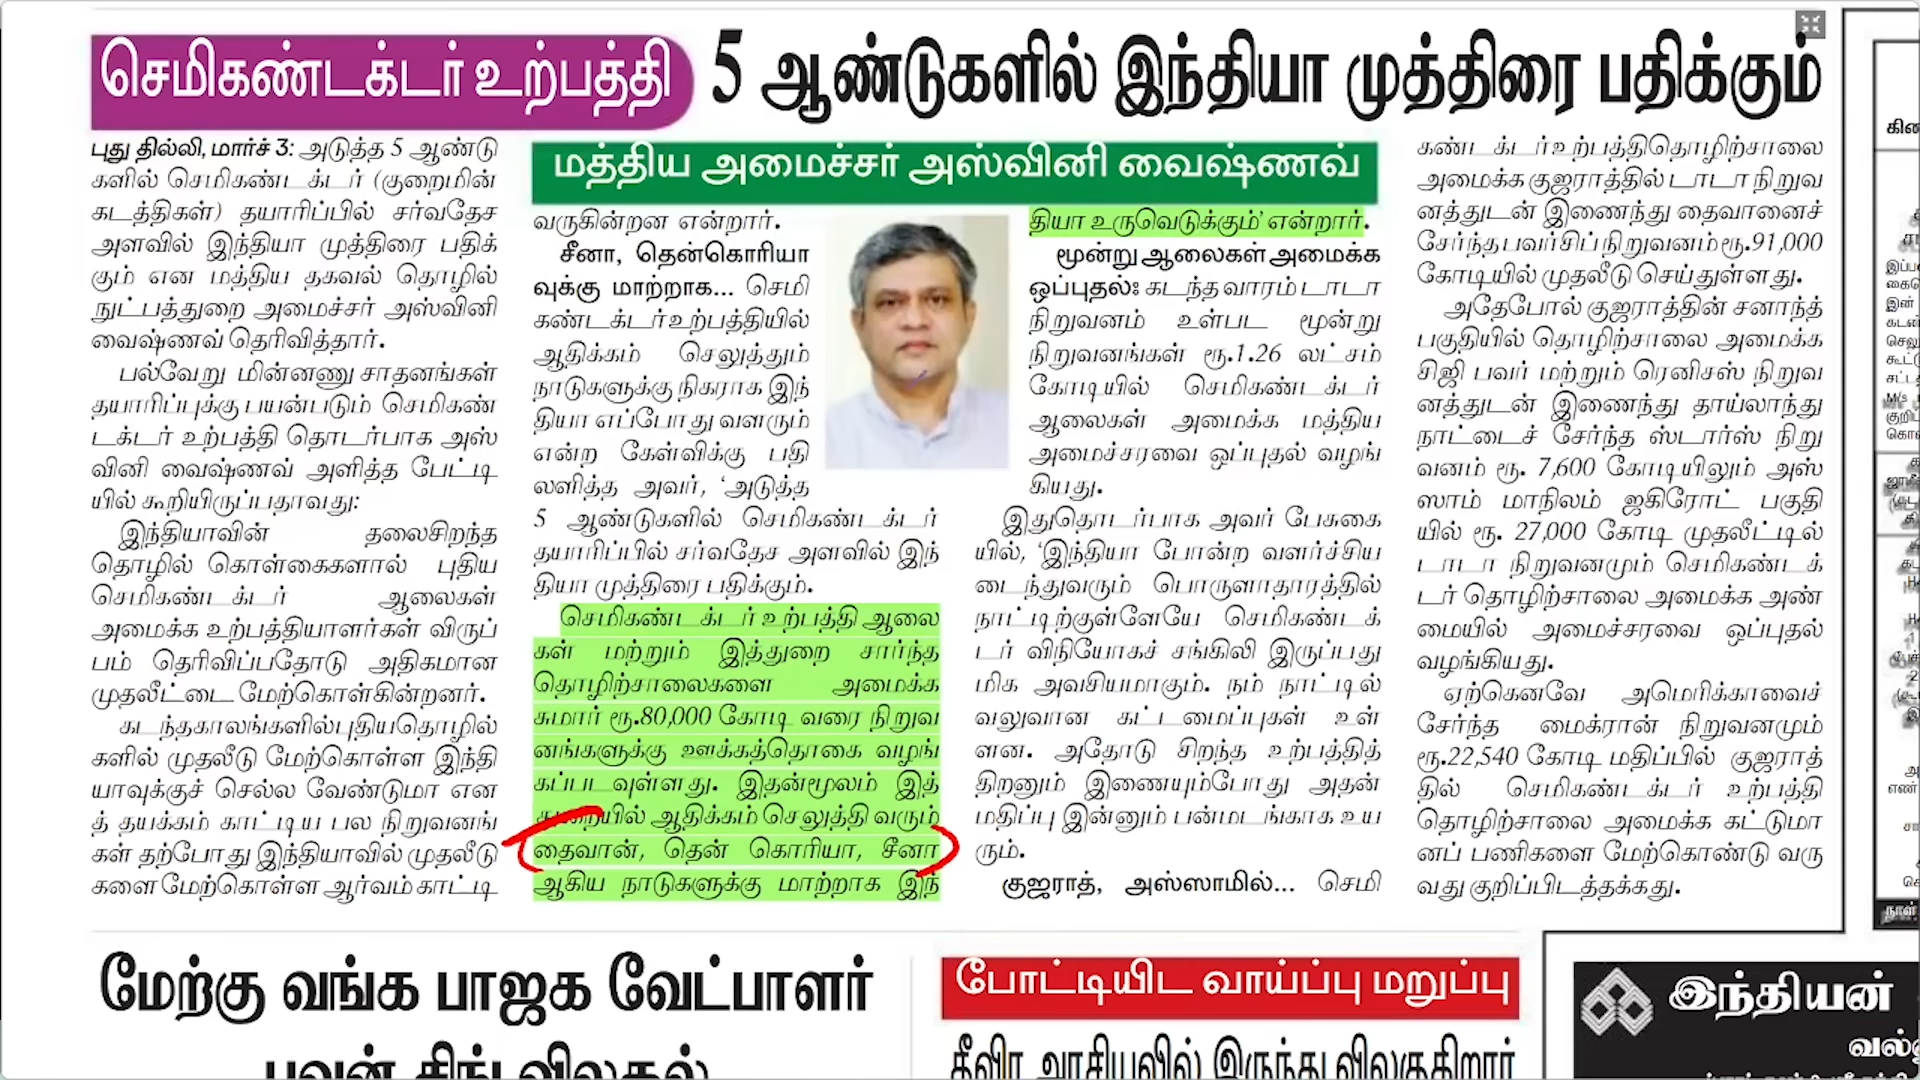 செமிகண்டக்டர் உற்பத்தி
5 ஆண்டுகளில் இந்தியா முத்திரை பதிக்கும்
மத்திய அமைச்சர் அஸ்வினி வைஷ்ணவ்
புது தில்லி, மார்ச் 3: அடுத்த 5 ஆண்டு
களில் செமிகண்டக்டர் (குறைமின்
கடத்திகள்) தயாரிப்பில் சர்வதேச
அளவில் இந்தியா முத்திரை பதிக்
கும் என மத்திய தகவல் தொழில்
நுட்பத்துறை அமைச்சர் அஸ்வினி
வைஷ்ணவ் தெரிவித்தார்.
பல்வேறு மின்னணு சாதனங்கள்
தயாரிப்புக்கு பயன்படும் செமிகண்
டக்டர் உற்பத்தி தொடர்பாக அஸ்
வினி வைஷ்ணவ் அளித்த பேட்டி
யில் கூறியிருப்பதாவது:
இந்தியாவின் தலைசிறந்த
தொழில் கொள்கைகளால் புதிய
செமிகண்டக்டர் ஆலைகள்
அமைக்க உற்பத்தியாளர்கள் விருப்
பம் தெரிவிப்பதோடு அதிகமான
முதலீட்டை மேற்கொள்கின்றனர்.
கடந்தகாலங்களில் புதிய தொழில்
களில் முதலீடு மேற்கொள்ள இந்தி
யாவுக்குச் செல்ல வேண்டுமா என
த் தயக்கம் காட்டிய பல நிறுவனங்
கள் தற்போது இந்தியாவில் முதலீடு
களை மேற்கொள்ள ஆர்வம் காட்டி
வருகின்றன என்றார்.
சீனா, தென்கொரியா
வுக்கு மாற்றாக... செமி
கண்டக்டர் உற்பத்தியில்
ஆதிக்கம் செலுத்தும்
நாடுகளுக்கு நிகராக இந்
தியா எப்போது வளரும்
என்ற கேள்விக்கு பதி
லளித்த அவர், ‘அடுத்த
5 ஆண்டுகளில் செமிகண்டக்டர்
தயாரிப்பில் சர்வதேச அளவில் இந்
தியா முத்திரை பதிக்கும்.
செமிகண்டக்டர் உற்பத்தி ஆலை
கள் மற்றும் இத்துறை சார்ந்த
தொழிற்சாலைகளை அமைக்க
சுமார் ரூ.80,000 கோடி வரை நிறுவ
னங்களுக்கு ஊக்கத்தொகை வழங்
கப்படவுள்ளது. இதன்மூலம் இத்
துறையில் ஆதிக்கம் செலுத்தி வரும்
தைவான், தென் கொரியா, சீனா
ஆகிய நாடுகளுக்கு மாற்றாக இந்
தியா உருவெடுக்கும்’ என்றார்.
மூன்று ஆலைகள் அமைக்க
ஒப்புதல்: கடந்த வாரம் டாடா
நிறுவனம் உள்பட மூன்று
நிறுவனங்கள் ரூ.1.26 லட்சம்
கோடியில் செமிகண்டக்டர்
ஆலைகள் அமைக்க மத்திய
அமைச்சரவை ஒப்புதல் வழங்
கியது.
இதுதொடர்பாக அவர் பேசுகை
யில், ‘இந்தியா போன்ற வளர்ச்சிய
டைந்துவரும் பொருளாதாரத்தில்
நாட்டிற்குள்ளேயே செமிகண்டக்
டர் விநியோகச் சங்கிலி இருப்பது
மிக அவசியமாகும். நம் நாட்டில்
வலுவான கட்டமைப்புகள் உள்
ளன. அதோடு சிறந்த உற்பத்தித்
திறனும் இணையும்போது அதன்
மதிப்பு இன்னும் பன்மடங்காக உய
ரும்.
குஜராத், அஸ்ஸாமில்... செமி
கண்டக்டர் உற்பத்தி தொழிற்சாலை
அமைக்க குஜராத்தில் டாடா நிறுவ
னத்துடன் இணைந்து தைவானைச்
சேர்ந்த பவர்சிப் நிறுவனம் ரூ.91,000
கோடியில் முதலீடு செய்துள்ளது.
அதேபோல் குஜராத்தின் சனாந்த்
பகுதியில் தொழிற்சாலை அமைக்க
சிஜி பவர் மற்றும் ரெனிசஸ் நிறுவ
னத்துடன் இணைந்து தாய்லாந்து
நாட்டைச் சேர்ந்த ஸ்டார்ஸ் நிறு
வனம் ரூ. 7,600 கோடியிலும் அஸ்
ஸாம் மாநிலம் ஜகிரோட் பகுதி
யில் ரூ. 27,000 கோடி முதலீட்டில்
டாடா நிறுவனமும் செமிகண்டக்
டர் தொழிற்சாலை அமைக்க அண்
மையில் அமைச்சரவை ஒப்புதல்
வழங்கியது.
ஏற்கெனவே அமெரிக்காவைச்
சேர்ந்த மைக்ரான் நிறுவனமும்
ரூ.22,540 கோடி மதிப்பில் குஜராத்
தில் செமிகண்டக்டர் உற்பத்தி
தொழிற்சாலை அமைக்க கட்டுமா
னப் பணிகளை மேற்கொண்டு வரு
வது குறிப்பிடத்தக்கது.
மேற்கு வங்க பாஜக வேட்பாளர்
பவன் சிங் விலகல்
போட்டியிட வாய்ப்பு மறுப்பு
தீவிர அரசியலில் இருந்து விலகுகிறார்
இந்தியன்